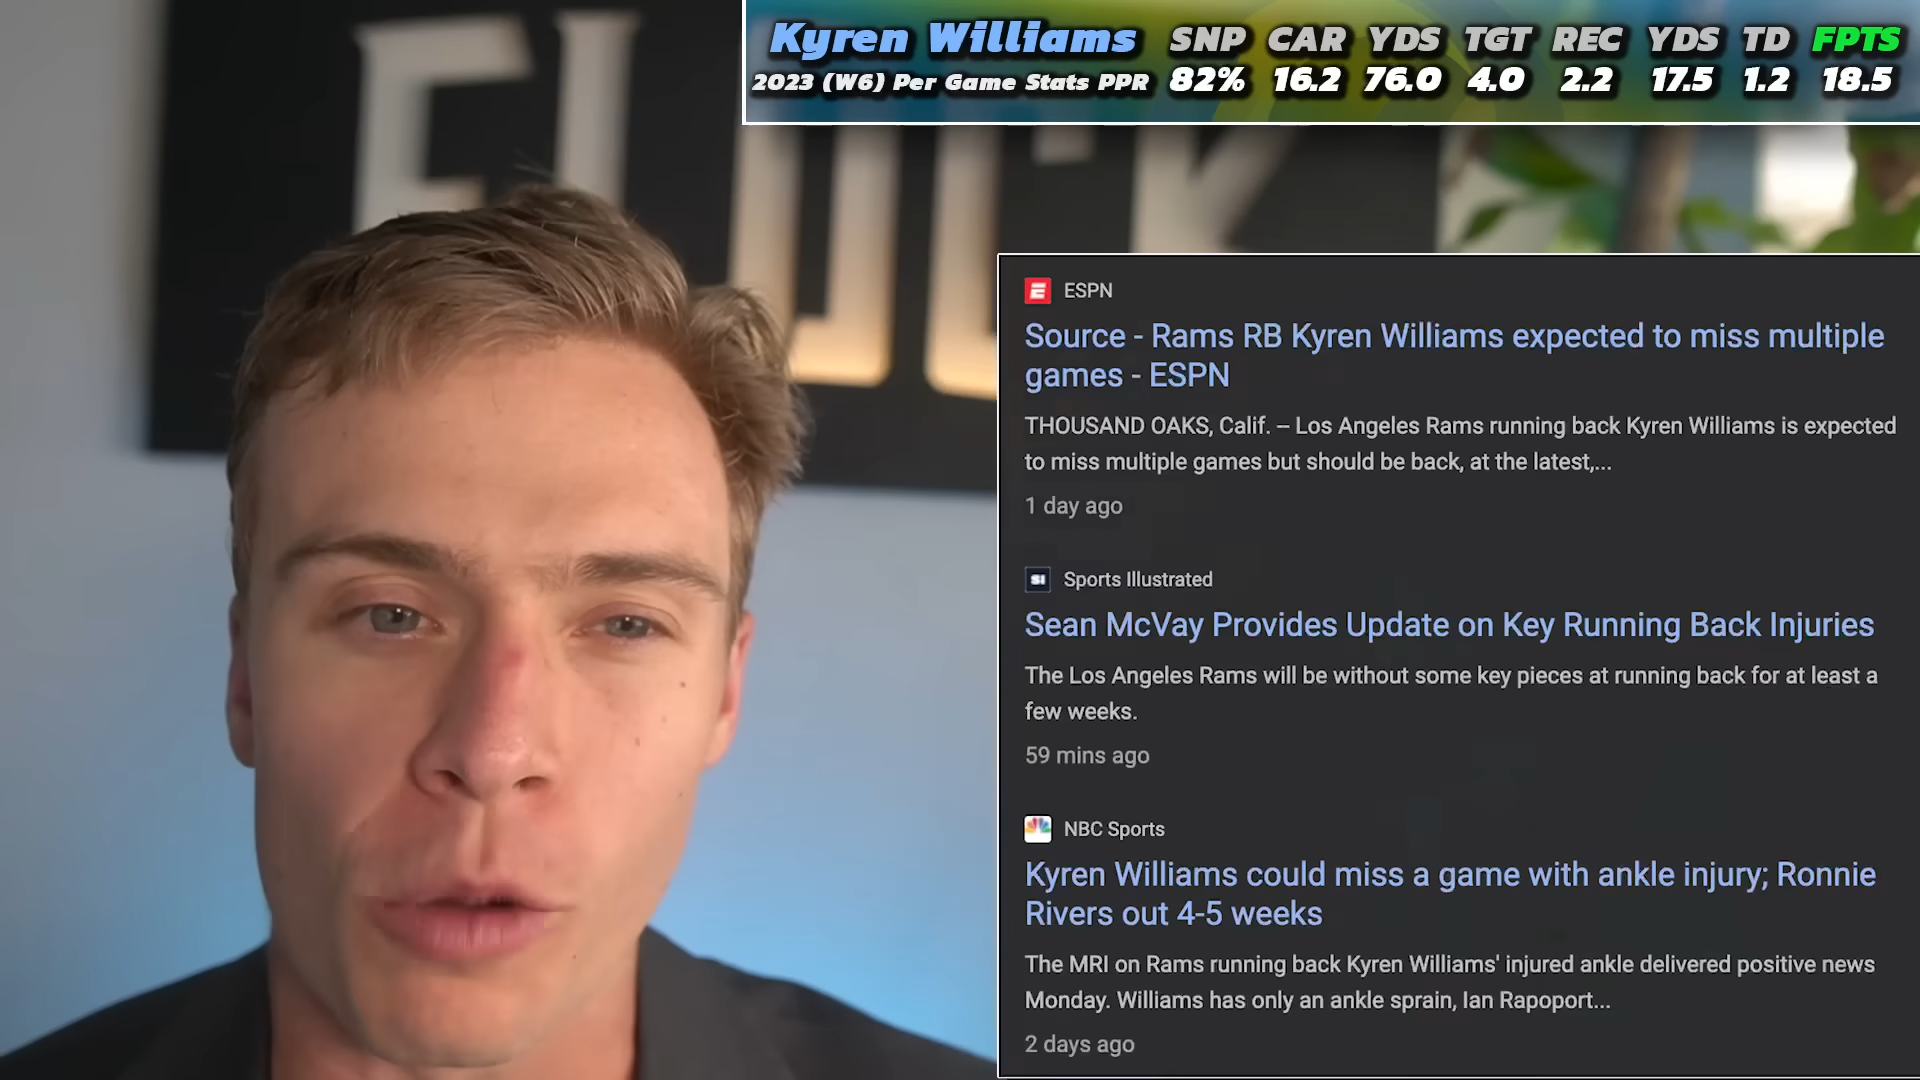 Kyren Williams SNP CAR YDS TGT REC YDS TD FPTS
2023 (W6) Per Game Stats PPR 82% 16.2 76.0 4.0 2.2 17.5 1.2 18.5
FLOCK
ESPN
Source - Rams RB Kyren Williams expected to miss multiple
games - ESPN
THOUSAND OAKS, Calif. – Los Angeles Rams running back Kyren Williams is expected
to miss multiple games but should be back, at the latest,...
1 day ago
SI Sports Illustrated
Sean McVay Provides Update on Key Running Back Injuries
The Los Angeles Rams will be without some key pieces at running back for at least a
few weeks.
59 mins ago
NBC Sports
Kyren Williams could miss a game with ankle injury; Ronnie
Rivers out 4-5 weeks
The MRI on Rams running back Kyren Williams' injured ankle delivered positive news
Monday. Williams has only an ankle sprain, Ian Rapoport...
2 days ago